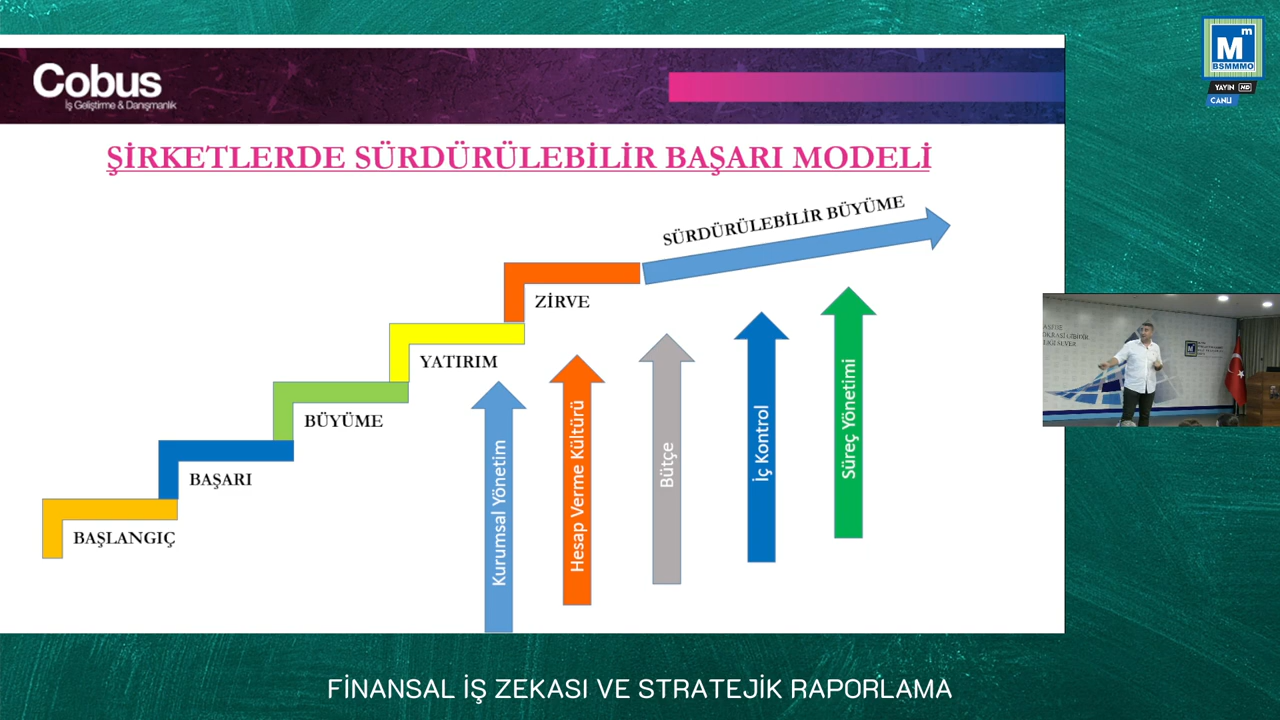 Cobus
İş Geliştirme & Danışmanlık
M m
BSMMMO
YAYIN HD
CANLI
ŞİRKETLERDE SÜRDÜRÜLEBİLİR BAŞARI MODELİ
SÜRDÜRÜLEBİLİR BÜYÜME
ZİRVE
YATIRIM
BÜYÜME
BAŞARI
BAŞLANGIÇ
Kurumsal Yönetim
Hesap Verme Kültürü
Bütçe
İç Kontrol
Süreç Yönetimi
FİNANSAL İŞ ZEKASI VE STRATEJİK RAPORLAMA